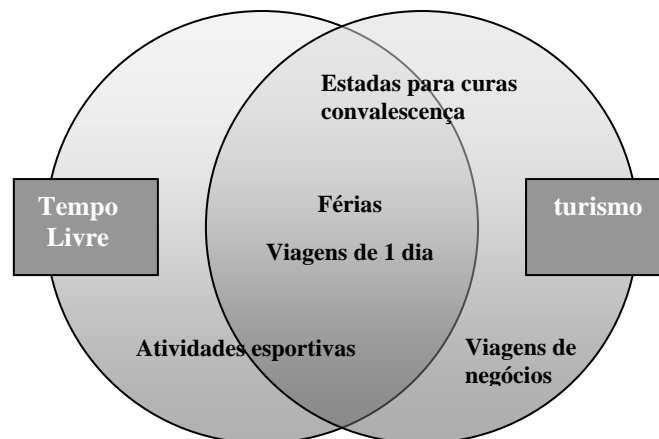 Estadas para curas
convalescença
Tempo
Livre
Férias
Viagens de 1 dia
turismo
Atividades esportivas
Viagens de
negócios